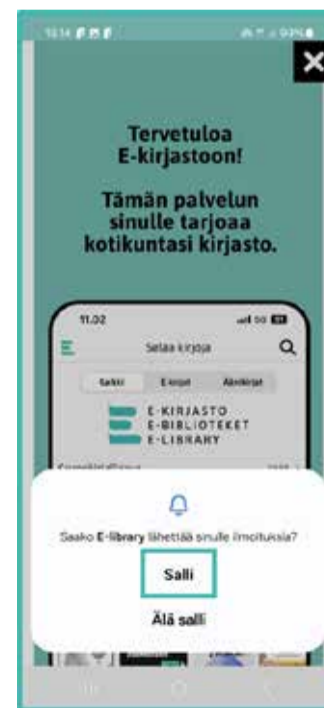 Tervetuloa
E-kirjastoon!
Tämän palvelun
sinulle tarjoaa
kotikuntasi kirjasto.
11.02
5G
Selaa kirjoja
Kaikki E-kirjat Äänikirjat
E-KIRJASTO
E-BIBLIOTEKET
E-LIBRARY
Saako E-library lähettää sinulle ilmoituksia?
Salli
Älä salli